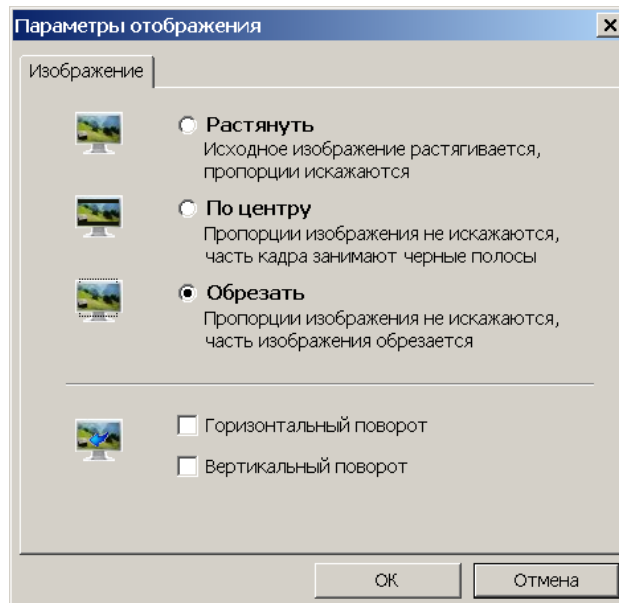 Параметры отображения
Изображение
Растянуть
Исходное изображение растягивается,
пропорции искажаются
По центру
Пропорции изображения не искажаются,
часть кадра занимают черные полосы
Обрезать
Пропорции изображения не искажаются,
часть изображения обрезается
Горизонтальный поворот
Вертикальный поворот
ОК
Отмена